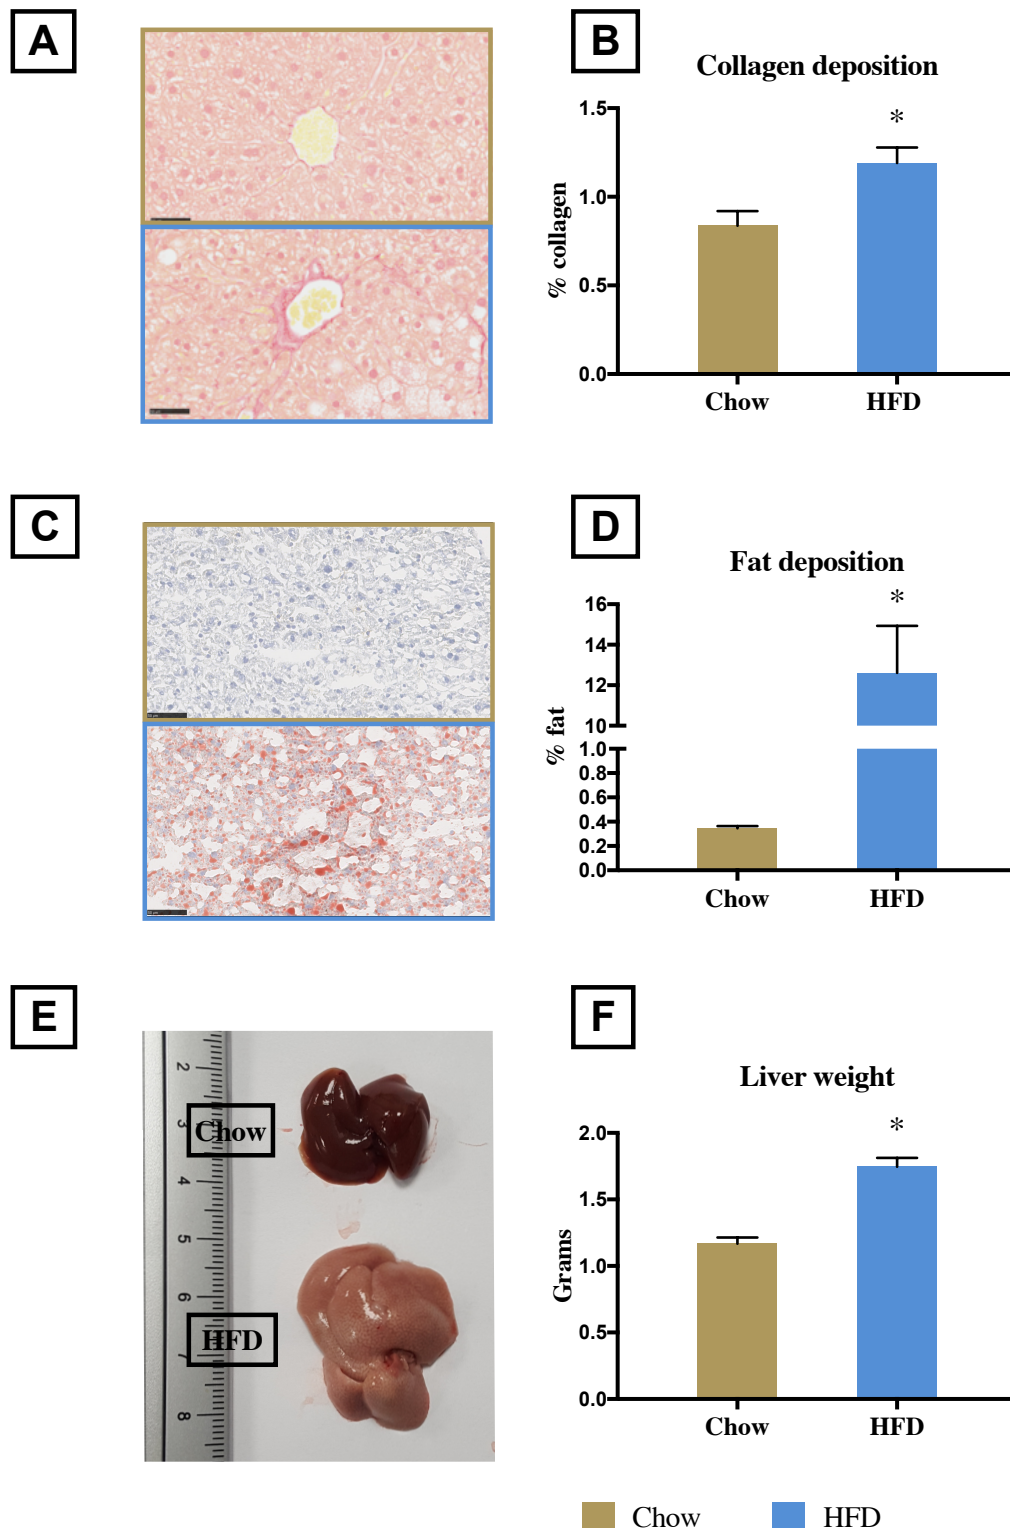 A
B
Collagen deposition
*
1.5
1.0
0.5
0.0
% collagen
Chow
HFD
C
D
Fat deposition
*
16
14
12
10
1.0
0.8
0.6
0.4
0.2
0.0
% fat
Chow
HFD
E
2
3
4
5
6
7
8
Chow
HFD
F
Liver weight
*
2.0
1.5
1.0
0.5
0.0
Grams
Chow
HFD
Chow
HFD